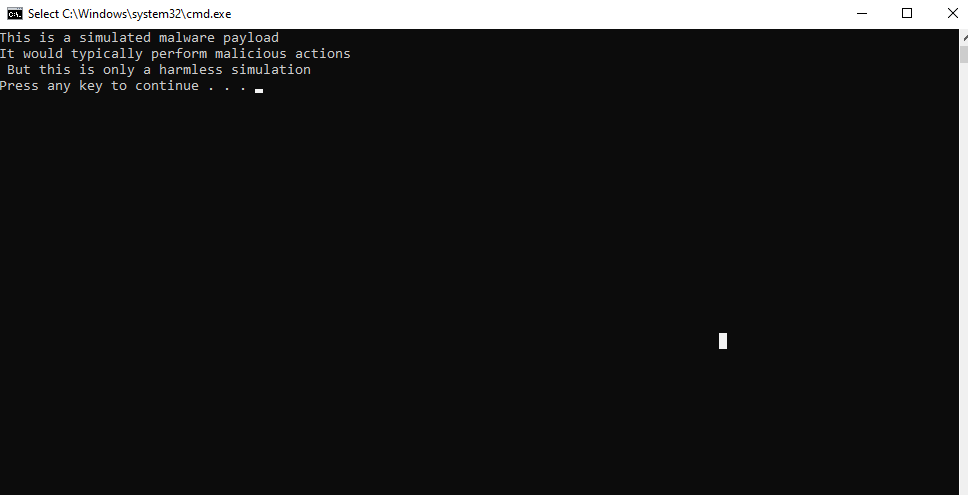 Select C:\Windows\system32\cmd.exe
This is a simulated malware payload
It would typically perform malicious actions
But this is only a harmless simulation
Press any key to continue . . .